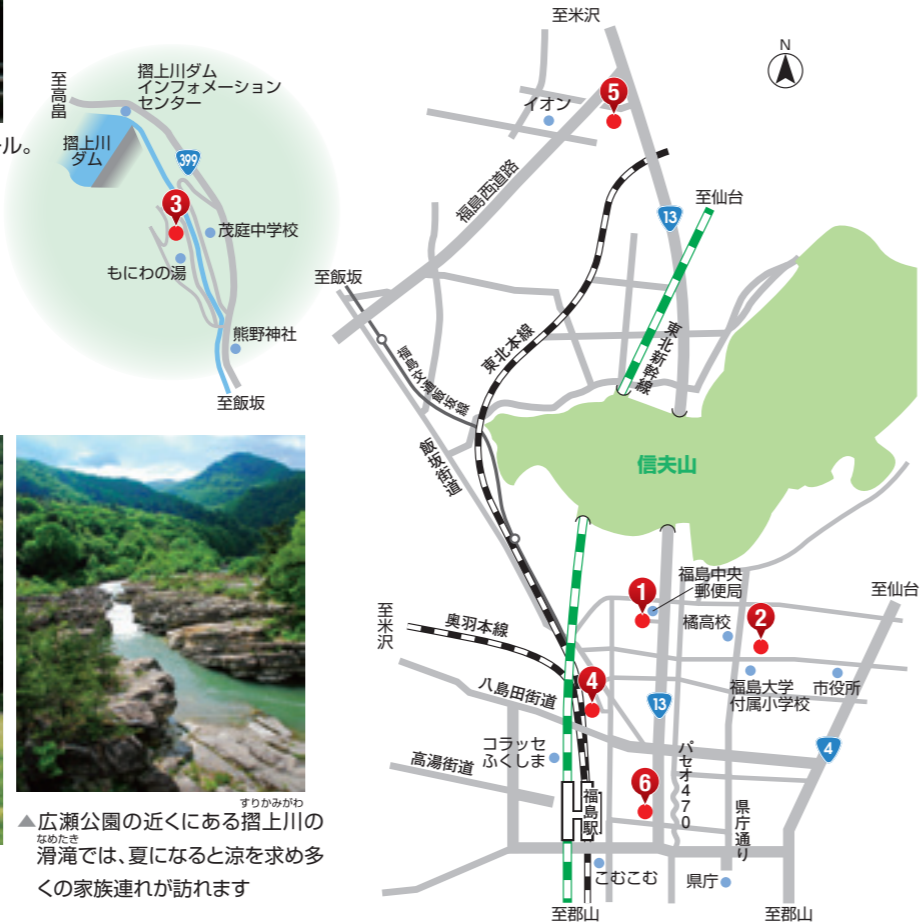 至高畠
摺上川ダム
インフォメーション
センター
摺上川
ダム
399
3
茂庭中学校
もにわの湯
熊野神社
至飯坂
ール。
すりかみがわ
▲広瀬公園の近くにある摺上川の
なめたき
滑滝では、夏になると涼を求め多
くの家族連れが訪れます
至米沢
N
5
イオン
福島西道路
13
至仙台
至飯坂
東北本線
東北新幹線
福島交通飯坂線
飯坂街道
信夫山
1
福島中央
郵便局
2
橘高校
至仙台
至米沢
奥羽本線
4
八島田街道
13
福島大学
付属小学校
市役所
4
コラッセ
ふくしま
高湯街道
6
パセオ470
県庁通り
福島駅
こむこむ
県庁
至郡山
至郡山